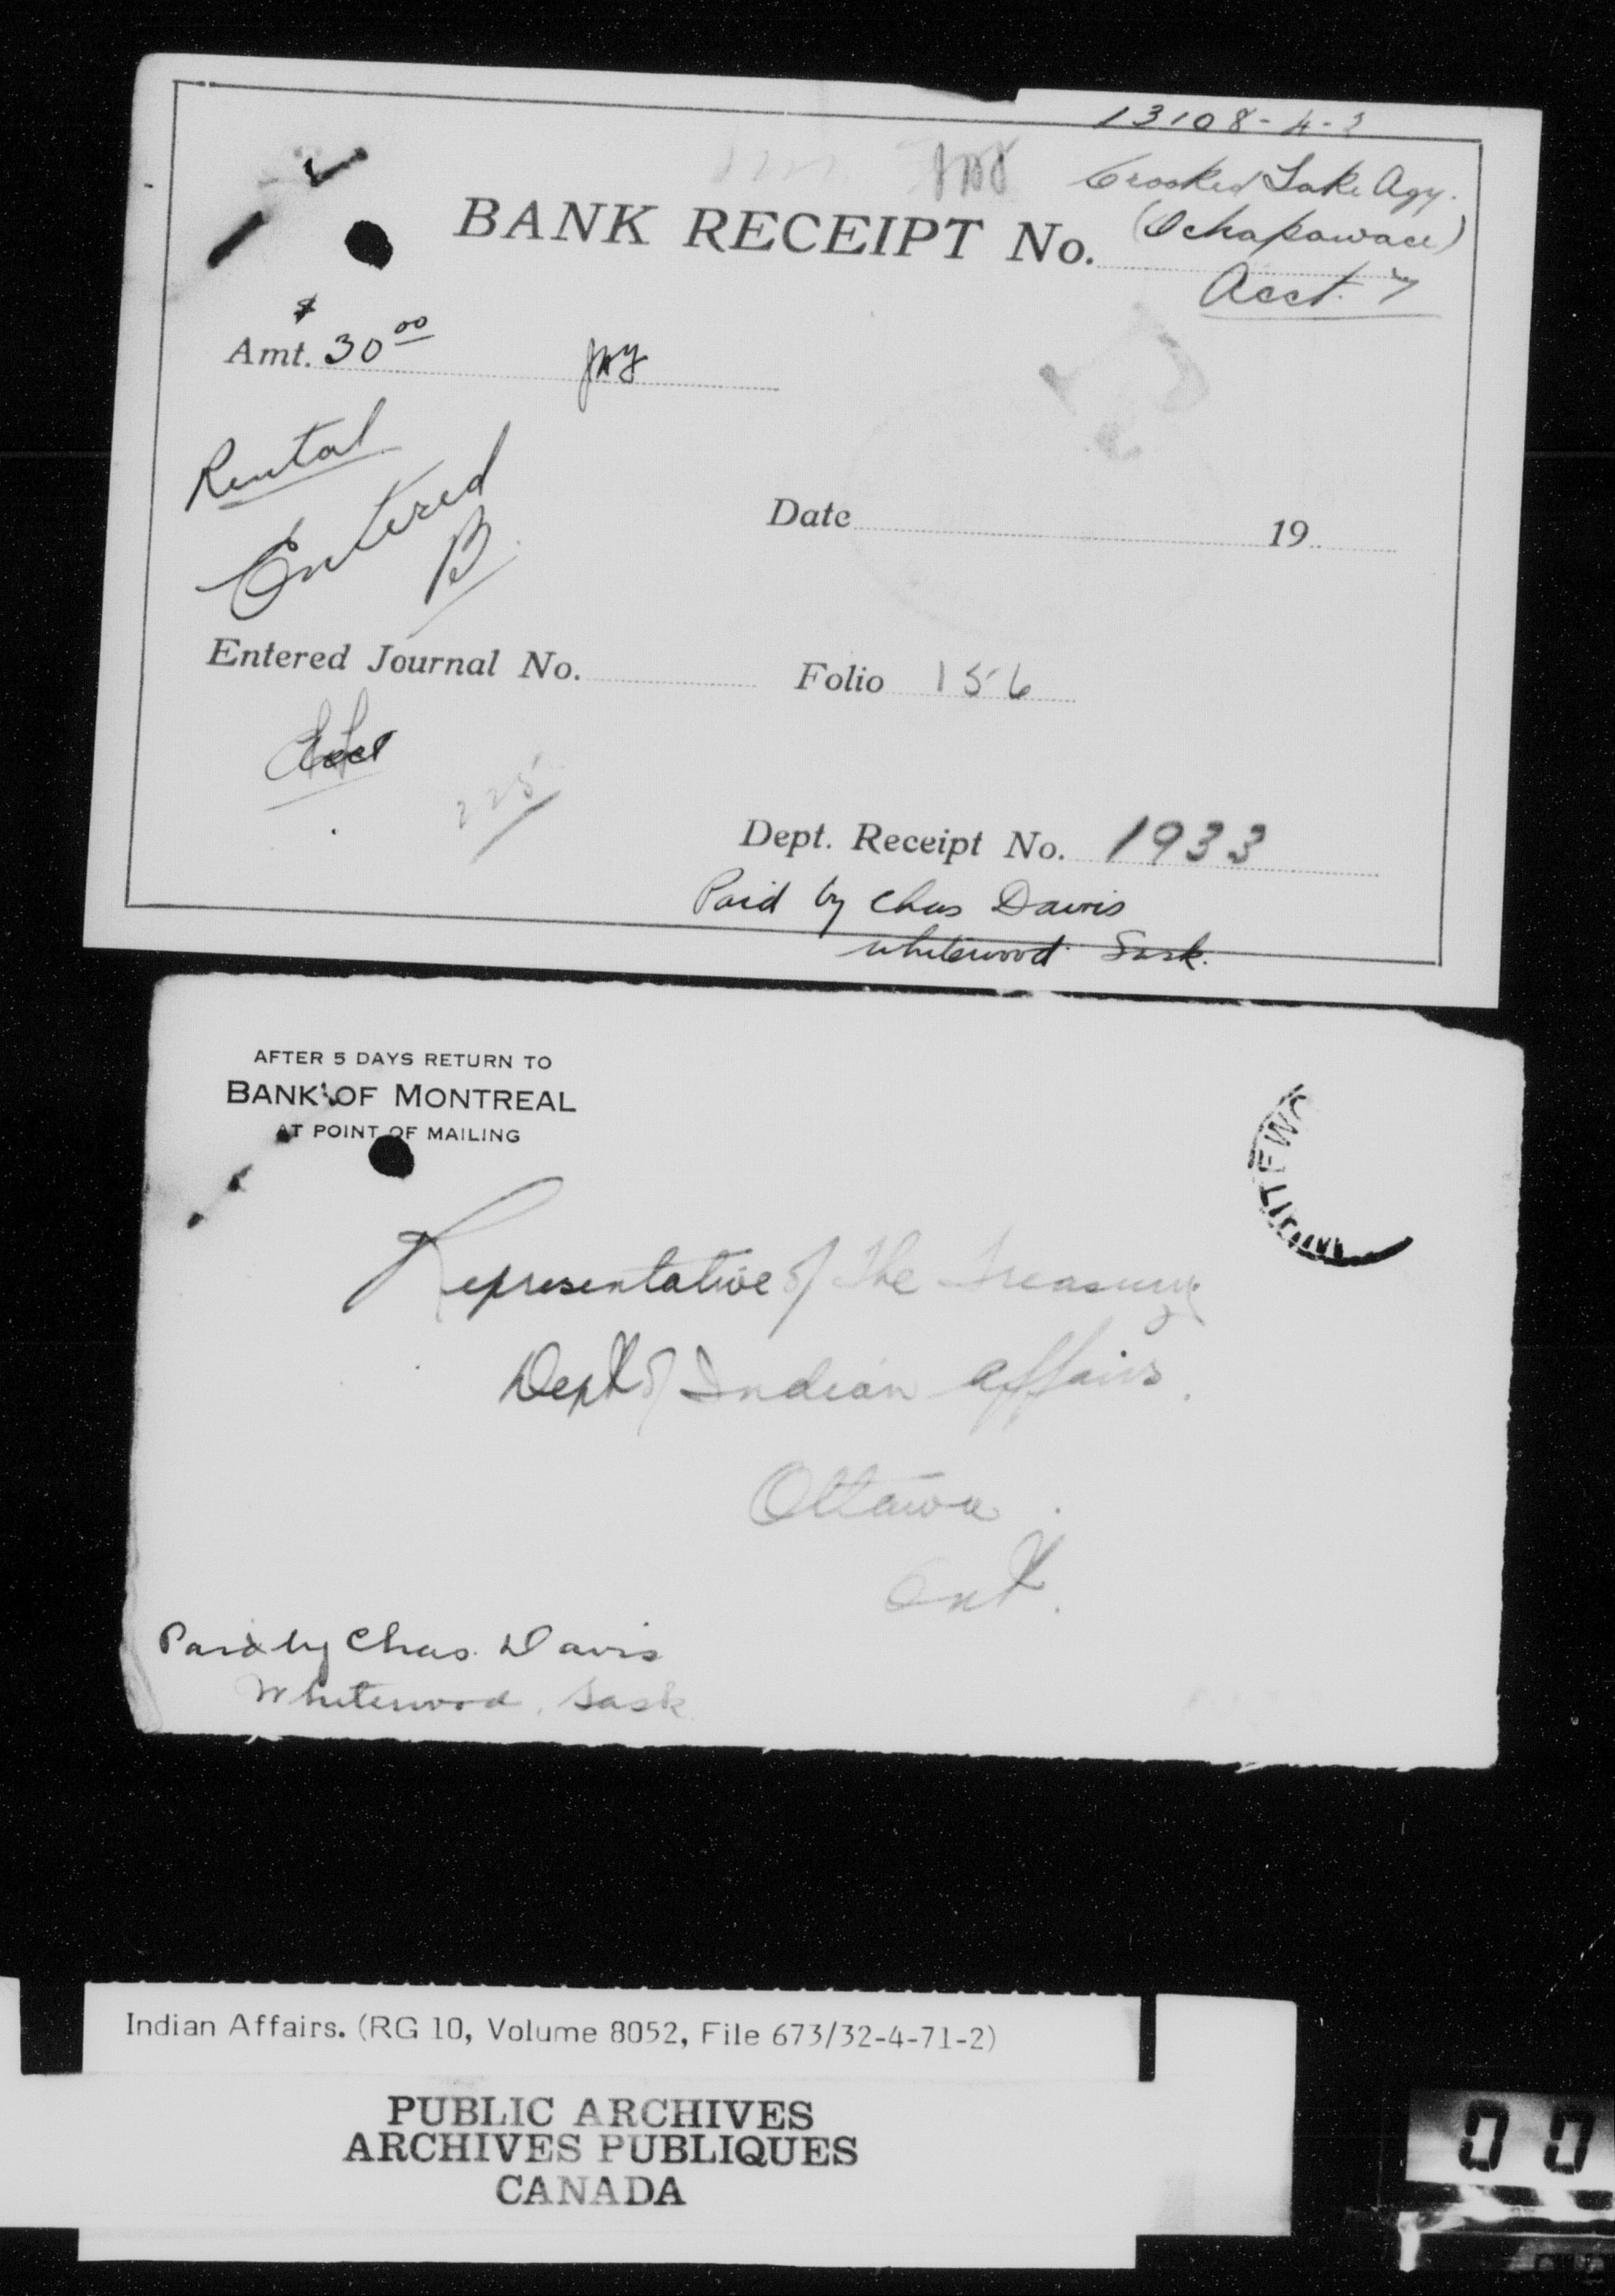 13108-4-3
Crooked Lake Agy.
BANK RECEIPT No. (Ochapawace)
Acct. 7
$
Amt. 30 00
Rental
Entered
B
Date 19
Entered Journal No. Folio 156
225
Dept. Receipt No. 1933
Paid by Chas Davis
Whitewood Sask.
AFTER 5 DAYS RETURN TO
BANK OF MONTREAL
AT POINT OF MAILING
Representative of The Treasury
Dept of Indian Affairs.
Ottawa.
Ont.
Paid by Chas. Davis
Whitewood, Sask
Indian Affairs. (RG 10, Volume 8052, File 673/32-4-71-2)
PUBLIC ARCHIVES
ARCHIVES PUBLIQUES
CANADA
00